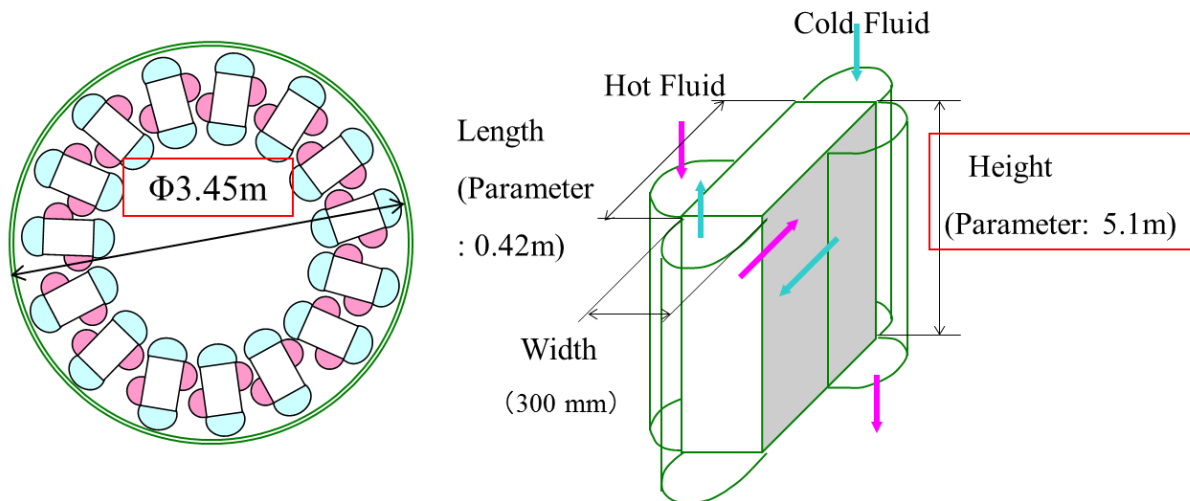 Φ3.45m
Cold Fluid
Hot Fluid
Length
(Parameter
: 0.42m)
Height
(Parameter: 5.1m)
Width
（300 mm）